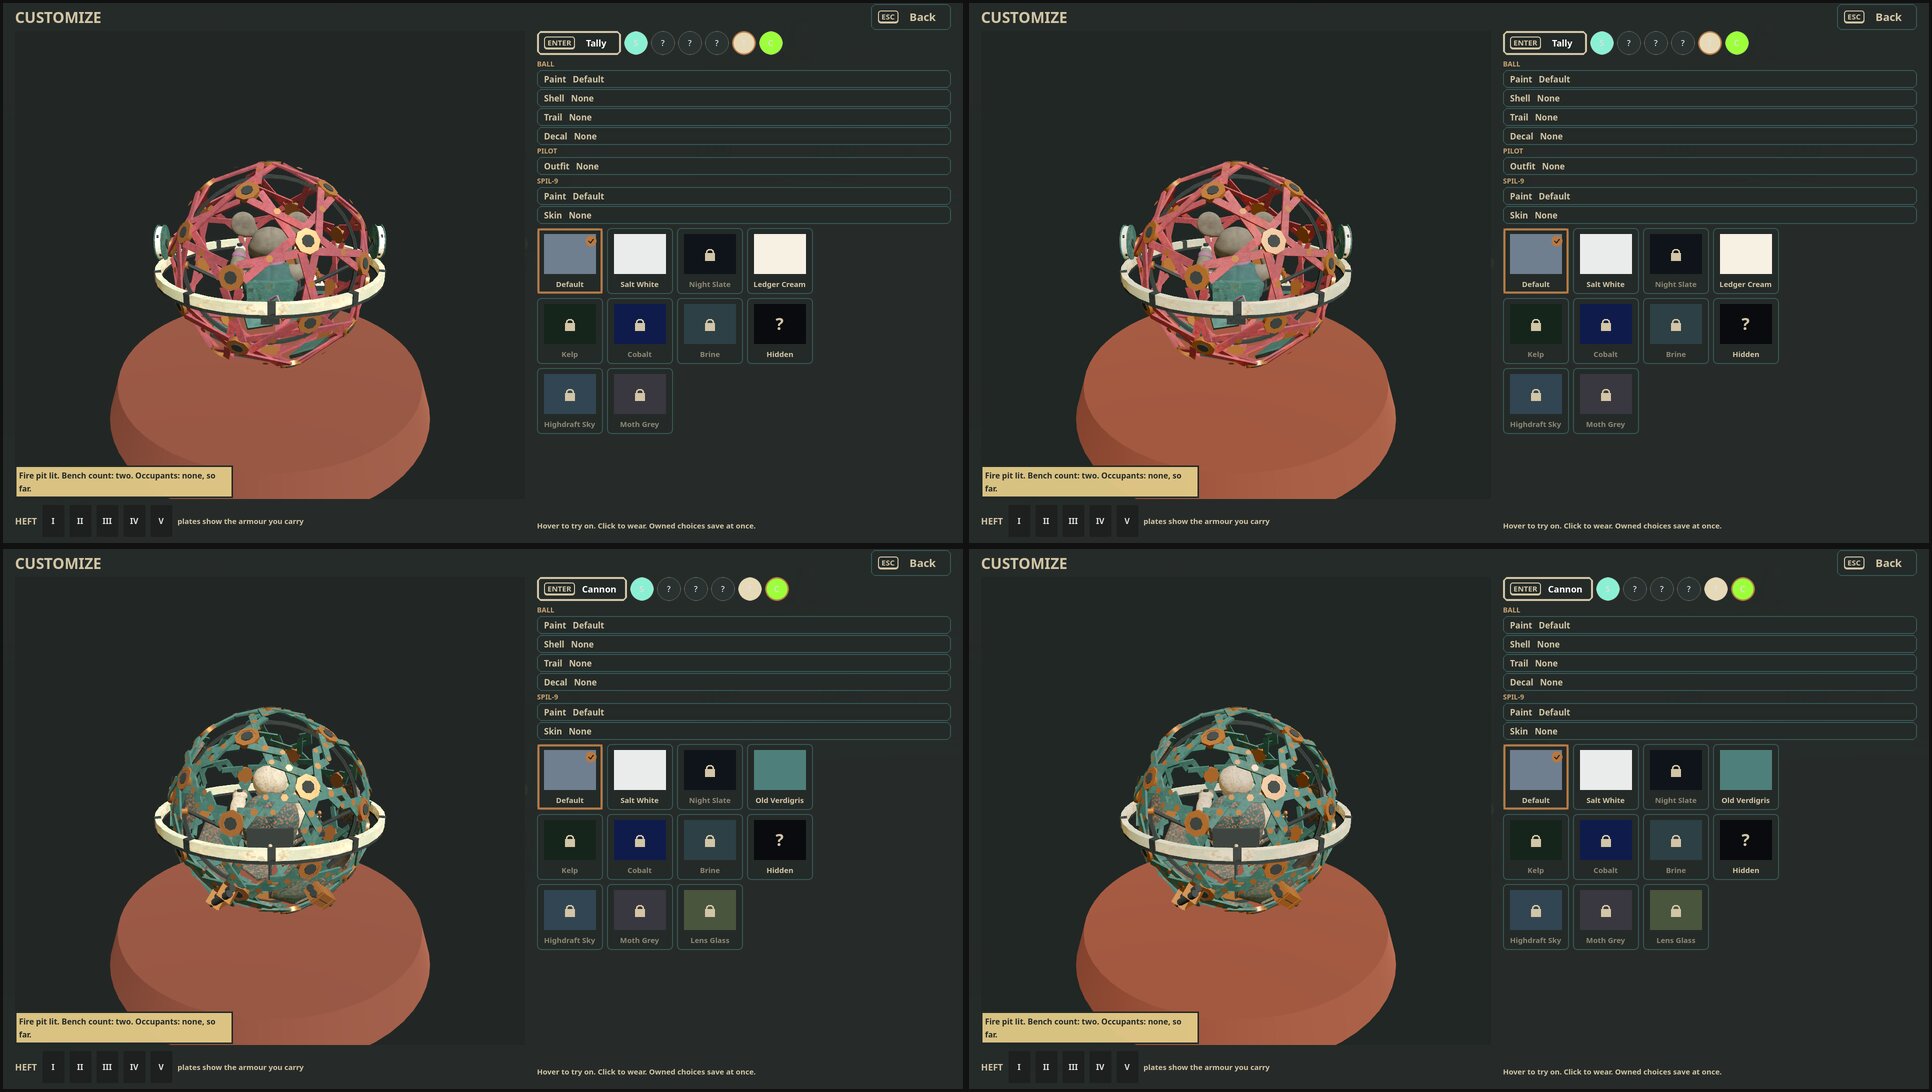 CUSTOMIZE
ESC Back
ENTER Tally ? ? ?
BALL
Paint Default
Shell None
Trail None
Decal None
PILOT
Outfit None
SPIL-9
Paint Default
Skin None
Default Salt White Night Slate Ledger Cream
?
Kelp Cobalt Brine Hidden
Highdraft Sky Moth Grey
Fire pit lit. Bench count: two. Occupants: none, so
far.
HEFT I II III IV V plates show the armour you carry
Hover to try on. Click to wear. Owned choices save at once.
CUSTOMIZE
ESC Back
ENTER Tally ? ? ?
BALL
Paint Default
Shell None
Trail None
Decal None
PILOT
Outfit None
SPIL-9
Paint Default
Skin None
Default Salt White Night Slate Ledger Cream
?
Kelp Cobalt Brine Hidden
Highdraft Sky Moth Grey
Fire pit lit. Bench count: two. Occupants: none, so
far.
HEFT I II III IV V plates show the armour you carry
Hover to try on. Click to wear. Owned choices save at once.
CUSTOMIZE
ESC Back
ENTER Cannon ? ? ?
BALL
Paint Default
Shell None
Trail None
Decal None
SPIL-9
Paint Default
Skin None
Default Salt White Night Slate Old Verdigris
?
Kelp Cobalt Brine Hidden
Highdraft Sky Moth Grey Lens Glass
Fire pit lit. Bench count: two. Occupants: none, so
far.
HEFT I II III IV V plates show the armour you carry
Hover to try on. Click to wear. Owned choices save at once.
CUSTOMIZE
ESC Back
ENTER Cannon ? ? ?
BALL
Paint Default
Shell None
Trail None
Decal None
SPIL-9
Paint Default
Skin None
Default Salt White Night Slate Old Verdigris
?
Kelp Cobalt Brine Hidden
Highdraft Sky Moth Grey Lens Glass
Fire pit lit. Bench count: two. Occupants: none, so
far.
HEFT I II III IV V plates show the armour you carry
Hover to try on. Click to wear. Owned choices save at once.